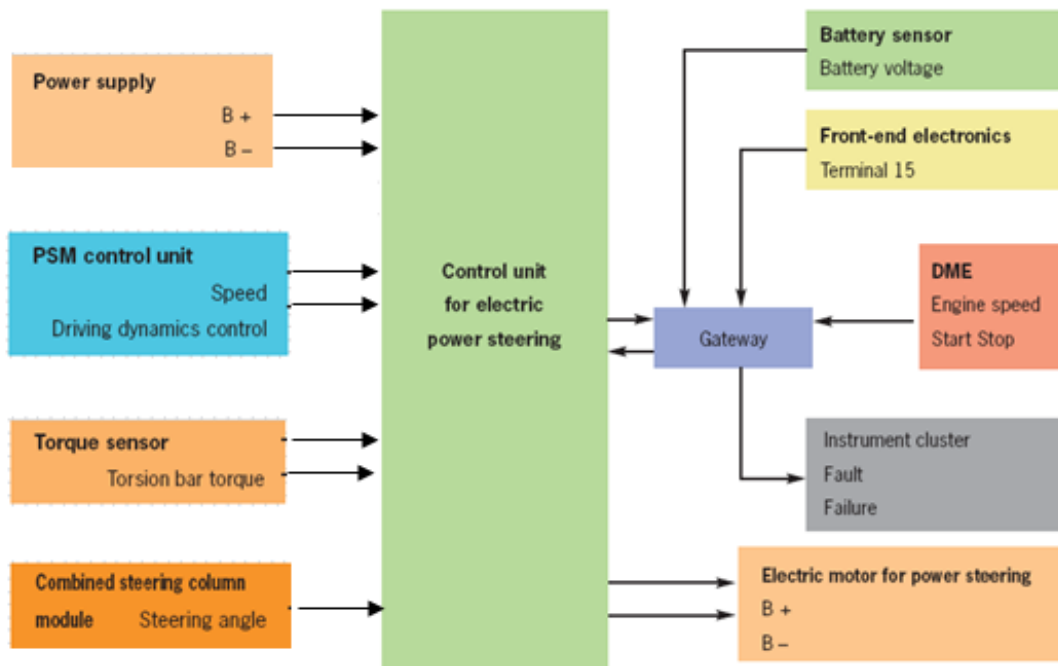 Power supply
B +
B –
PSM control unit
Speed
Driving dynamics control
Torque sensor
Torsion bar torque
Combined steering column
module Steering angle
Control unit
for electric
power steering
Gateway
Battery sensor
Battery voltage
Front-end electronics
Terminal 15
DME
Engine speed
Start Stop
Instrument cluster
Fault
Failure
Electric motor for power steering
B +
B –